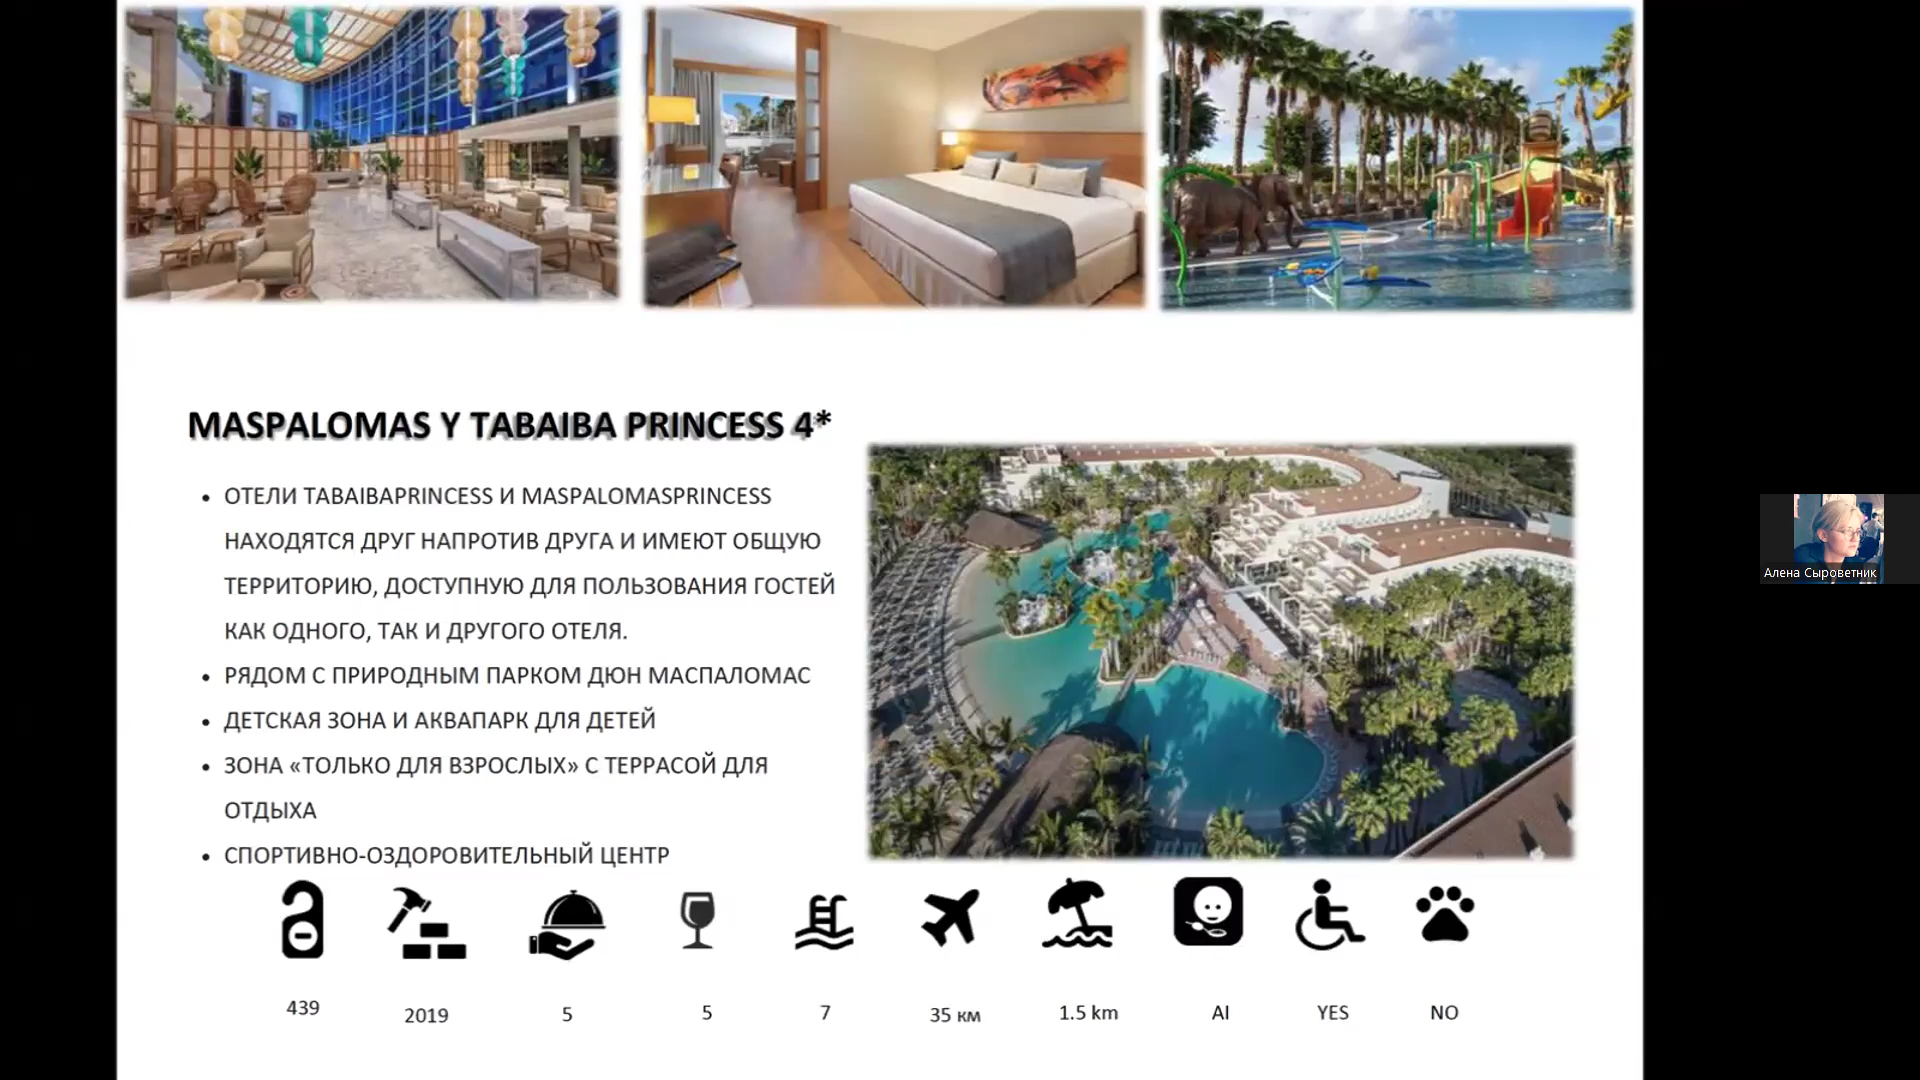 MASPALOMAS Y TABAIBA PRINCESS 4*
• ОТЕЛИ TABAIBAPRINCESS И MASPALOMASPRINCESS
НАХОДЯТСЯ ДРУГ НАПРОТИВ ДРУГА И ИМЕЮТ ОБЩУЮ
ТЕРРИТОРИЮ, ДОСТУПНУЮ ДЛЯ ПОЛЬЗОВАНИЯ ГОСТЕЙ
КАК ОДНОГО, ТАК И ДРУГОГО ОТЕЛЯ.
• РЯДОМ С ПРИРОДНЫМ ПАРКОМ ДЮН МАСПАЛОМАС
• ДЕТСКАЯ ЗОНА И АКВАПАРК ДЛЯ ДЕТЕЙ
• ЗОНА «ТОЛЬКО ДЛЯ ВЗРОСЛЫХ» С ТЕРРАСОЙ ДЛЯ
ОТДЫХА
• СПОРТИВНО-ОЗДОРОВИТЕЛЬНЫЙ ЦЕНТР
439 2019 5 5 7 35 км 1.5 km AI YES NO
Алена Сыроветник